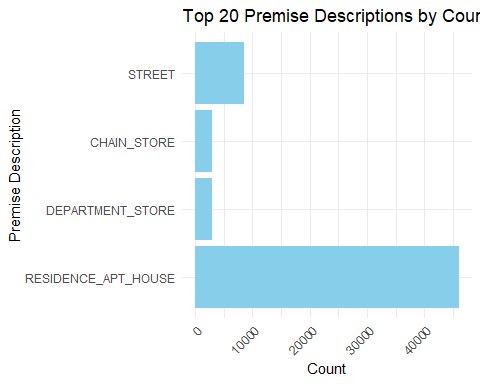 Top 20 Premise Descriptions by Cour
STREET
CHAIN_STORE
DEPARTMENT_STORE
RESIDENCE_APT_HOUSE
Premise Description
0
10000
20000
30000
40000
Count